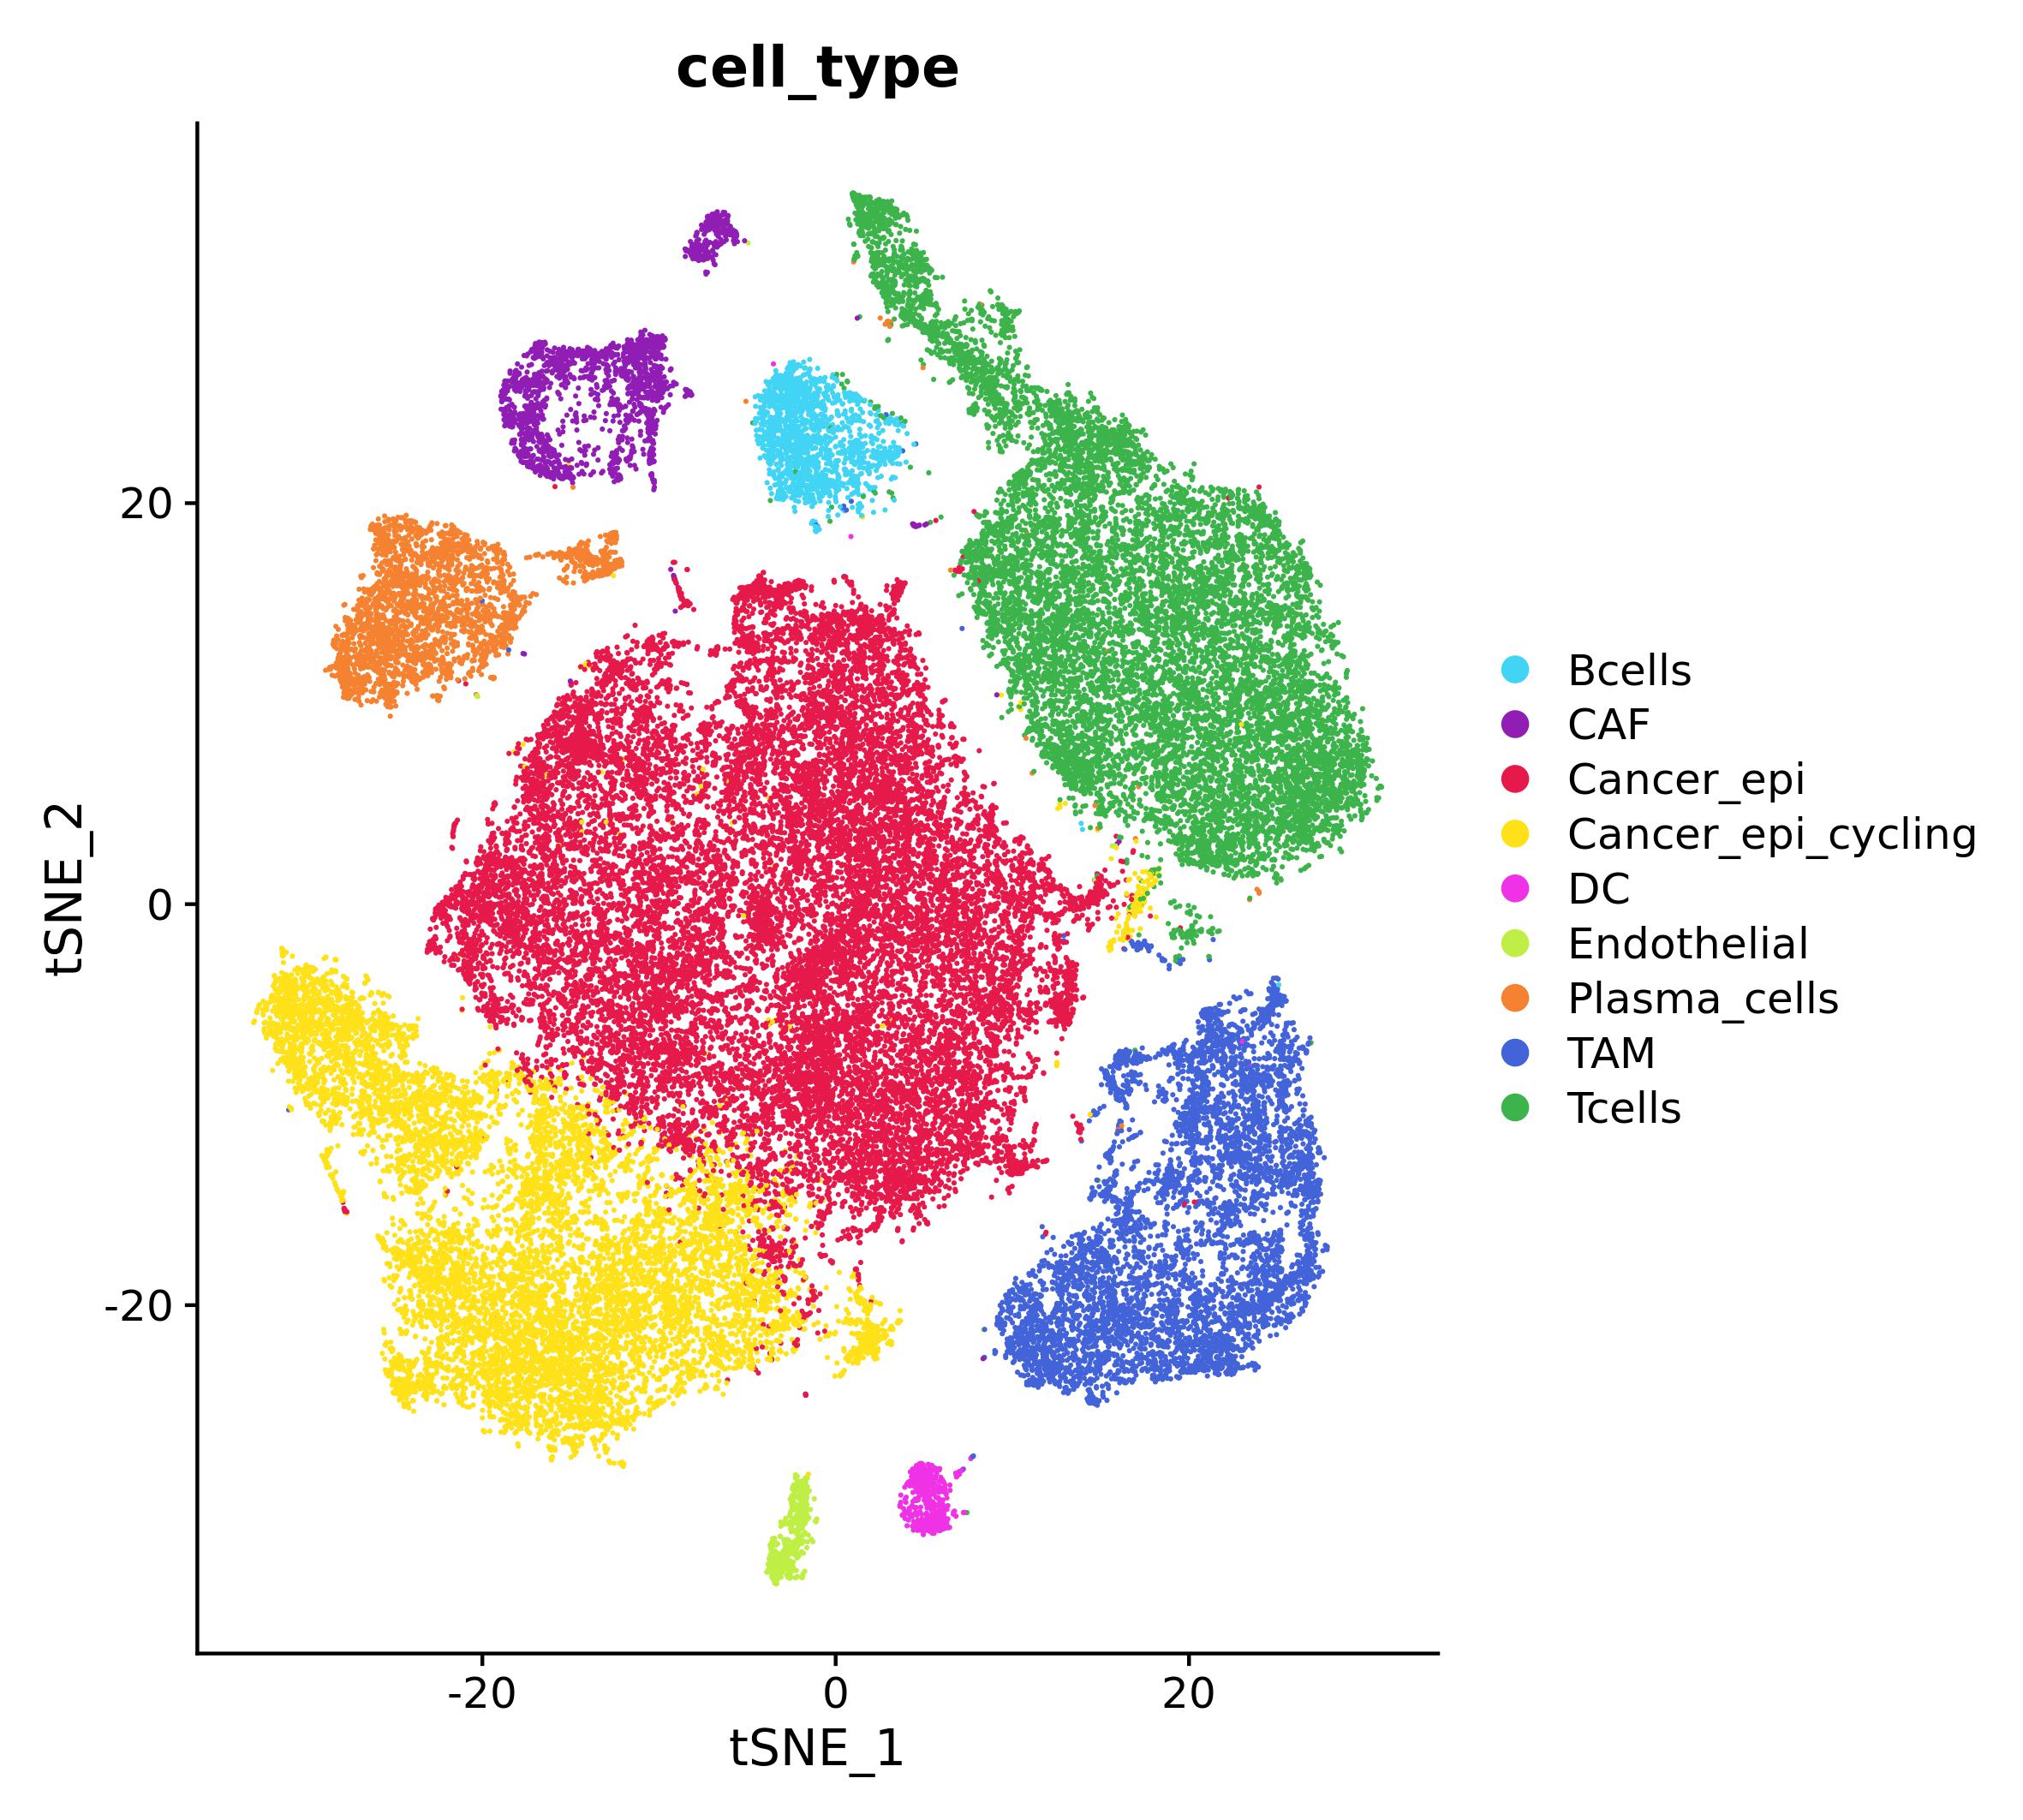 cell_type
tSNE_2
20
0
-20
-20
0
20
tSNE_1
Bcells
CAF
Cancer_epi
Cancer_epi_cycling
DC
Endothelial
Plasma_cells
TAM
Tcells